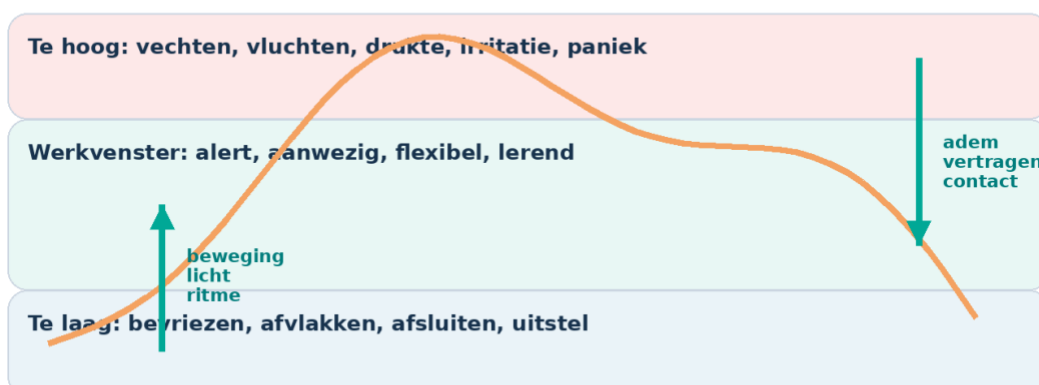 Te hoog: vechten, vluchten, drukte, irritatie, paniek
adem
vertragen
contact
Werkvenster: alert, aanwezig, flexibel, lerend
beweging
licht
ritme
Te laag: bevriezen, afvlakken, afsluiten, uitstel